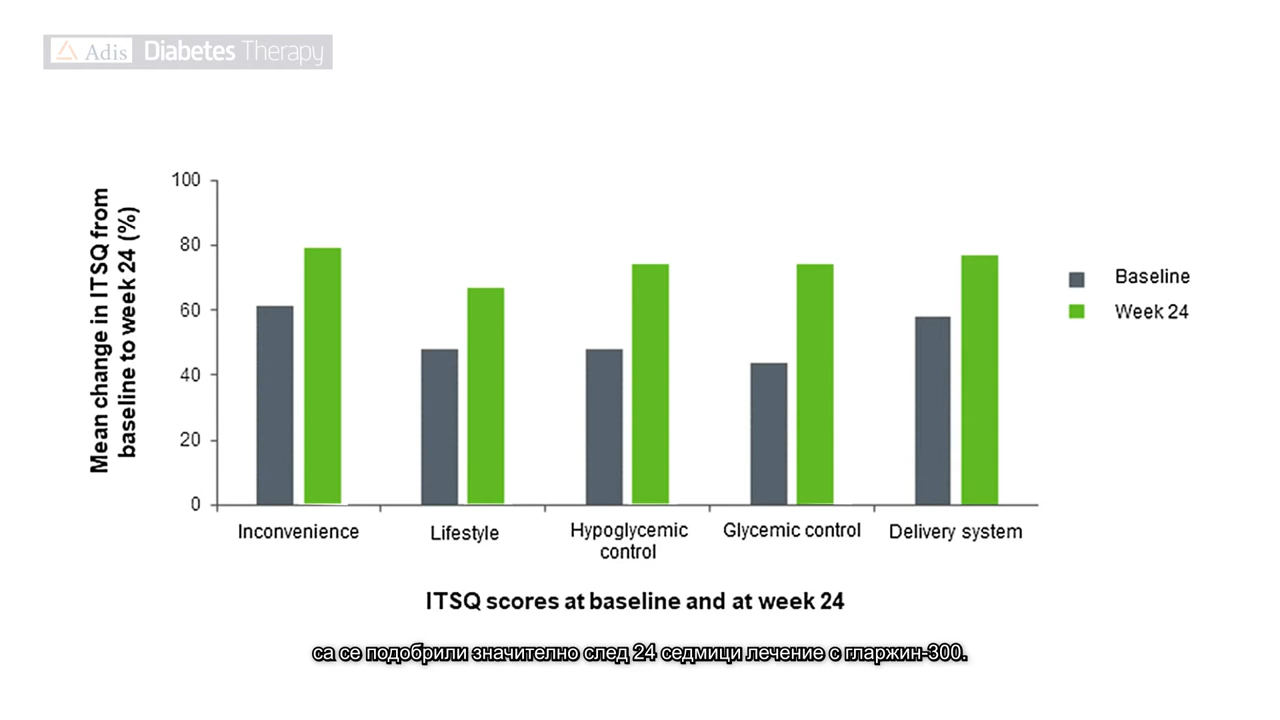 Adis Diabetes Therapy
Mean change in ITSQ from
baseline to week 24 (%)
100
80
60
40
20
0
Baseline
Week 24
Inconvenience
Lifestyle
Hypoglycemic
control
Glycemic control
Delivery system
ITSQ scores at baseline and at week 24
са се подобрили значително след 24 седмици лечение с гларжин-300.